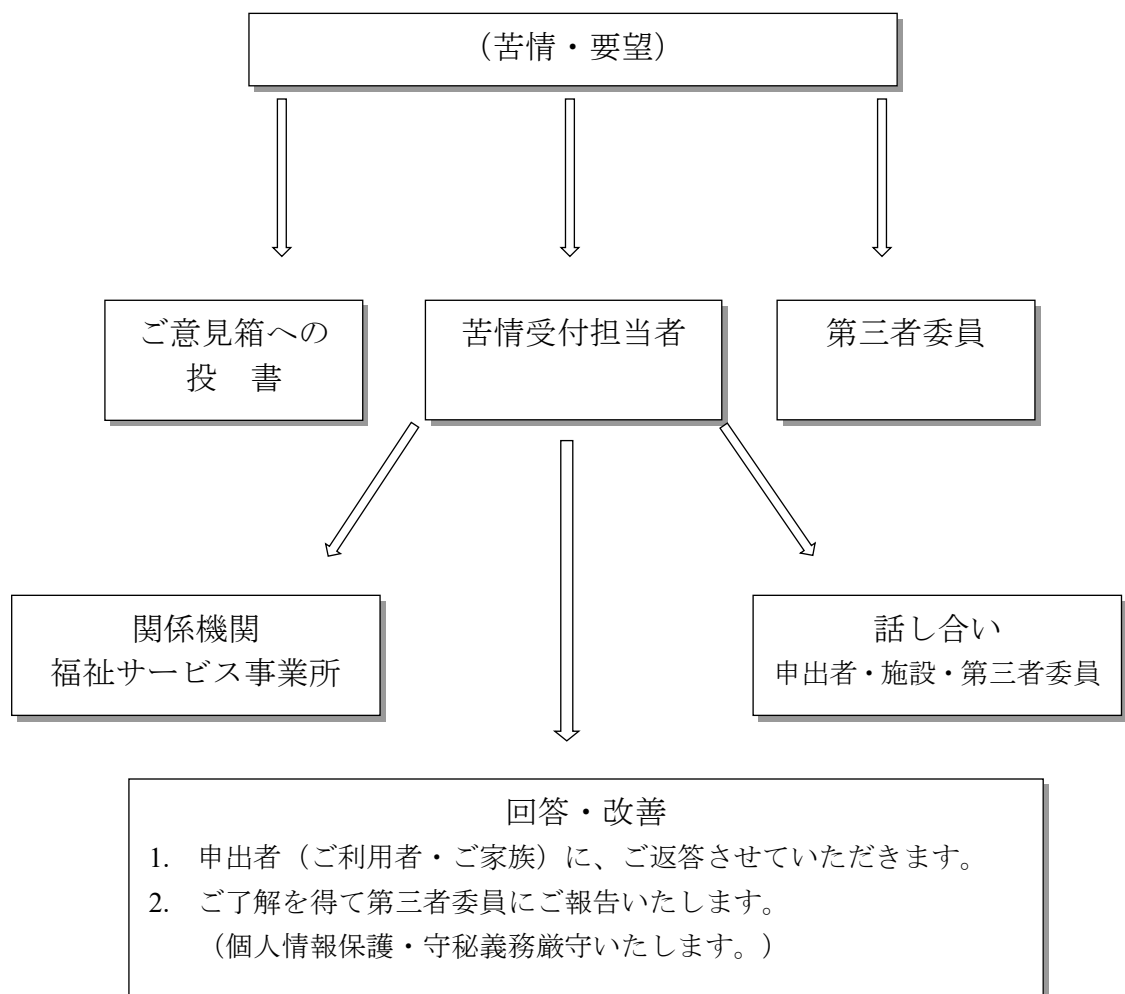 （苦情・要望）
ご意見箱への
投　書
苦情受付担当者
第三者委員
関係機関
福祉サービス事業所
話し合い
申出者・施設・第三者委員
回答・改善
1.　申出者（ご利用者・ご家族）に、ご返答させていただきます。
2.　ご了解を得て第三者委員にご報告いたします。
（個人情報保護・守秘義務厳守いたします。）